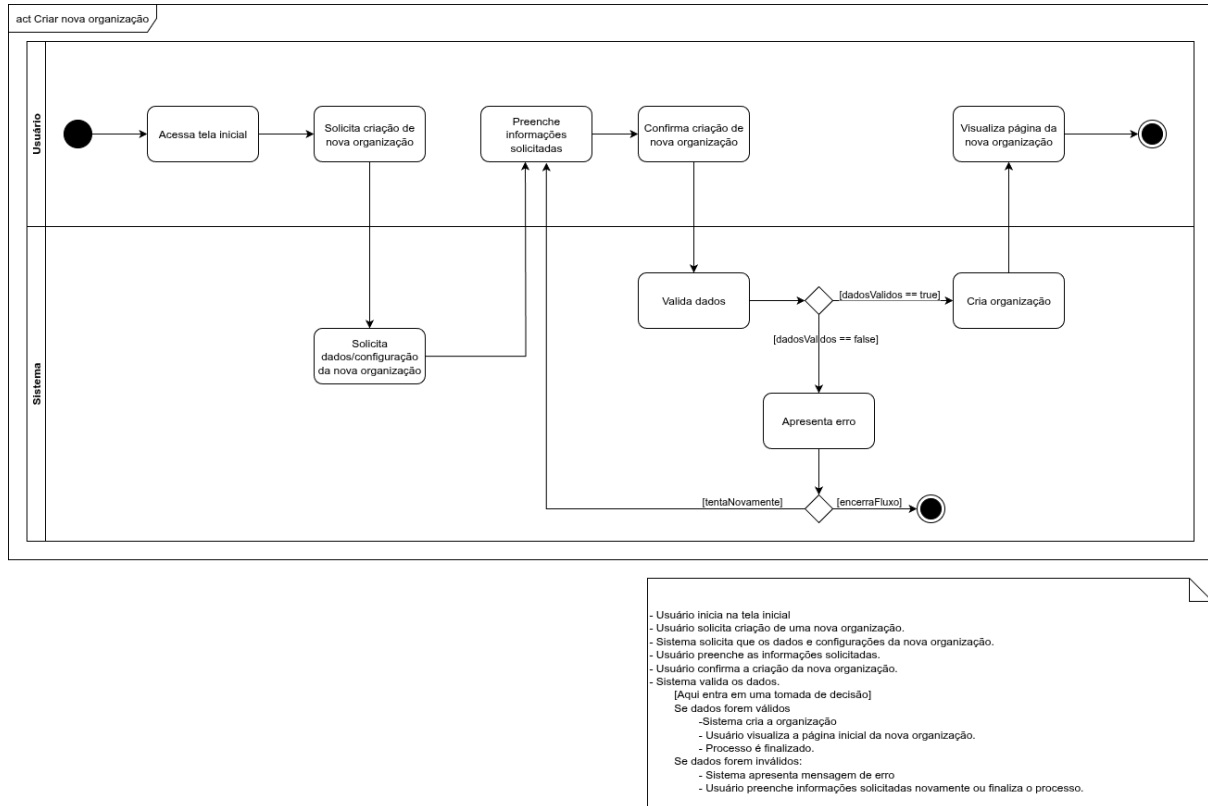 act Criar nova organização
Usuário
Acessa tela inicial
Solicita criação de
nova organização
Preenche
informações
solicitadas
Confirma criação de
nova organização
Visualiza página da
nova organização
Sistema
Solicita
dados/configuração
da nova organização
Valida dados
[dadosValidos == true]
Cria organização
[dadosValidos == false]
Apresenta erro
[tentaNovamente]
[encerraFluxo]
- Usuário inicia na tela inicial
- Usuário solicita criação de uma nova organização.
- Sistema solicita que os dados e configurações da nova organização.
- Usuário preenche as informações solicitadas.
- Usuário confirma a criação da nova organização.
- Sistema valida os dados.
[Aqui entra em uma tomada de decisão]
Se dados forem válidos
-Sistema cria a organização
- Usuário visualiza a página inicial da nova organização.
- Processo é finalizado.
Se dados forem inválidos:
- Sistema apresenta mensagem de erro
- Usuário preenche informações solicitadas novamente ou finaliza o processo.